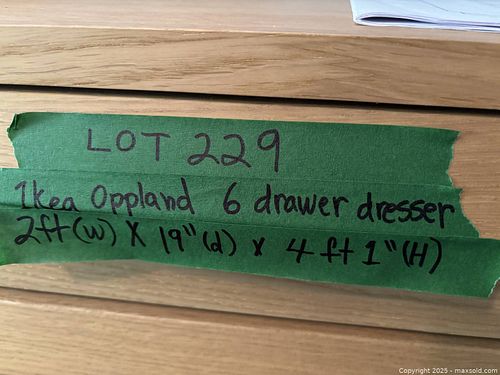 LOT 229
Ikea Oppland 6 drawer dresser
2ft (w) X 19" (d) x 4 ft 1" (H)
Copyright 2025 - maxsold.com